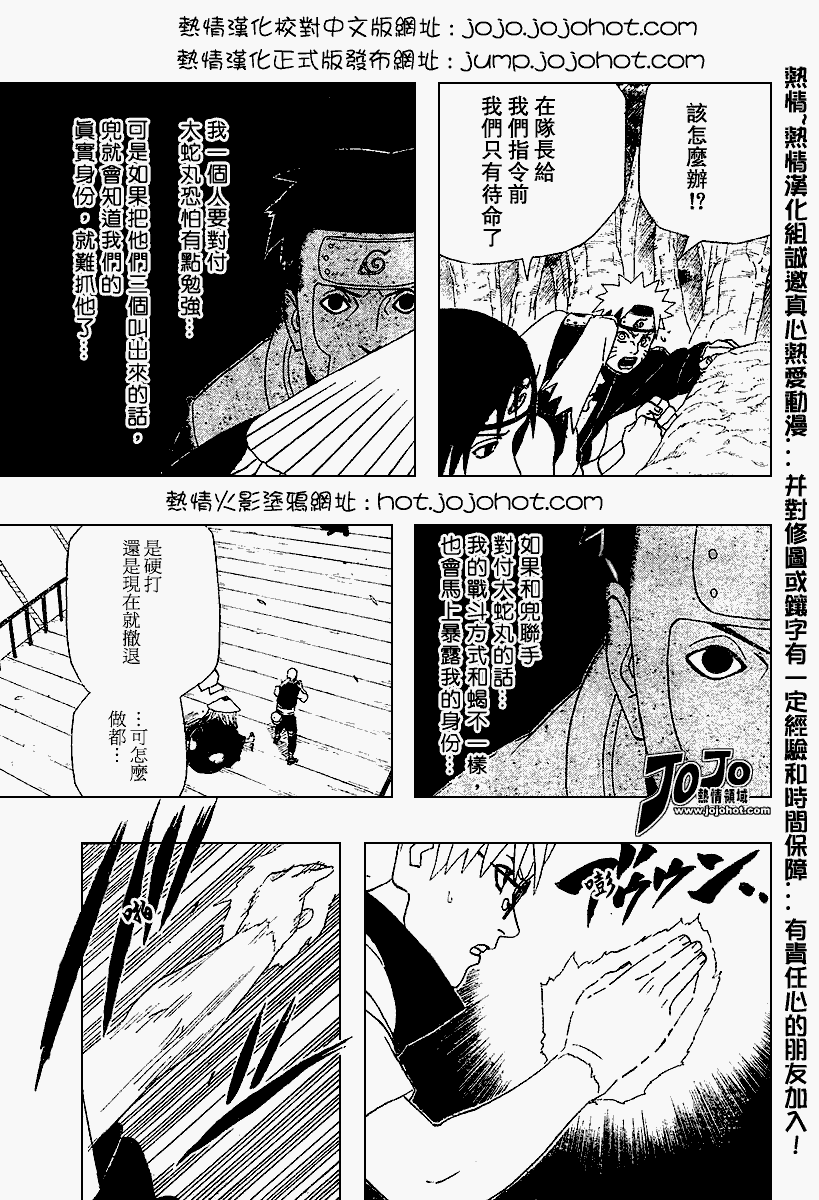 熱情漢化校對中文版網址：jojo.jojohot.com
熱情漢化正式版發布網址：jump.jojohot.com
熱情~熱情漢化組誠邀真心熱愛動漫...并對修圖或鑲字有一定經驗和時間保障...有責任心的朋友加入！
該怎麼辦!?
在隊長給
我們指令前
我們只有待命了
我一個人要對付
大蛇丸恐怕有點勉強…
可是如果把他們三個叫出來的話，
兜就會知道我們的
眞實身份，就難抓他了…
熱情火影塗鴉網址：hot.jojohot.com
如果和兜聯手
對付大蛇丸的話…
我的戰斗方式和蝎不一樣，
也會馬上暴露我的身份…
JOJO
熱情領域
www.jojohot.com
是硬打
還是現在就撤退
…可怎麼
做都…
嘭
ブゥゥン…
啪